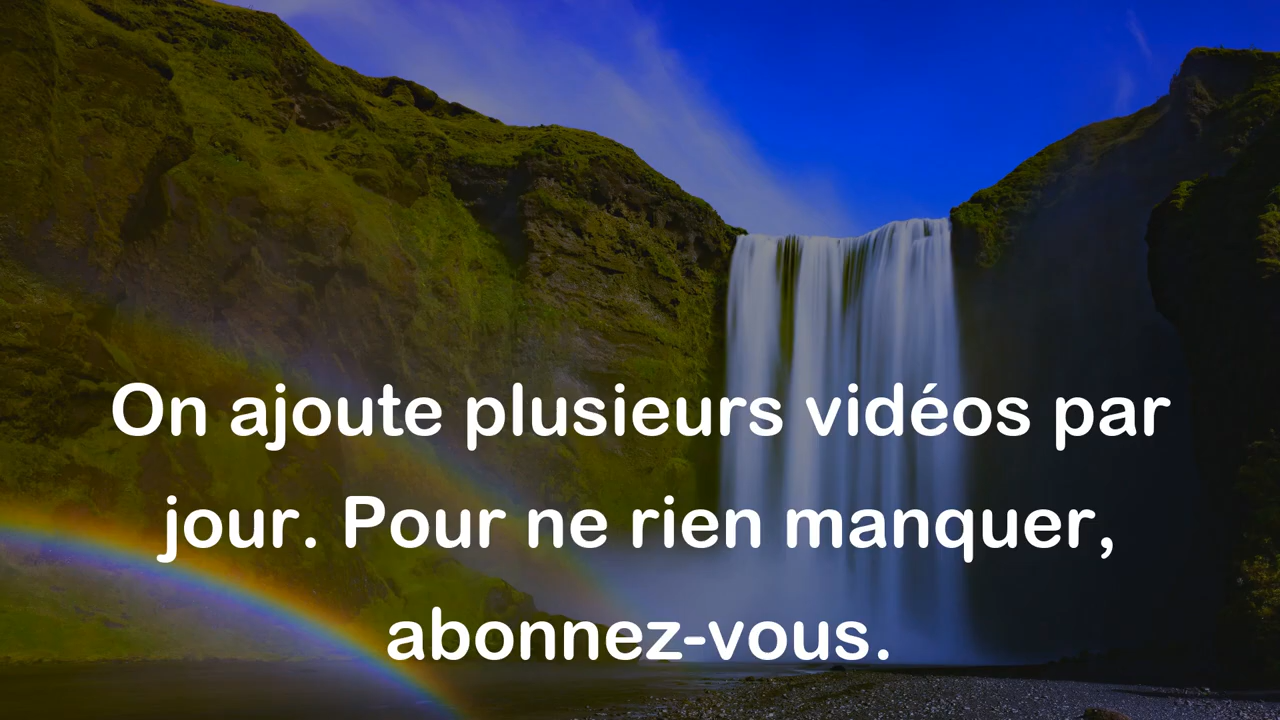 On ajoute plusieurs vidéos par
jour. Pour ne rien manquer,
abonnez-vous.